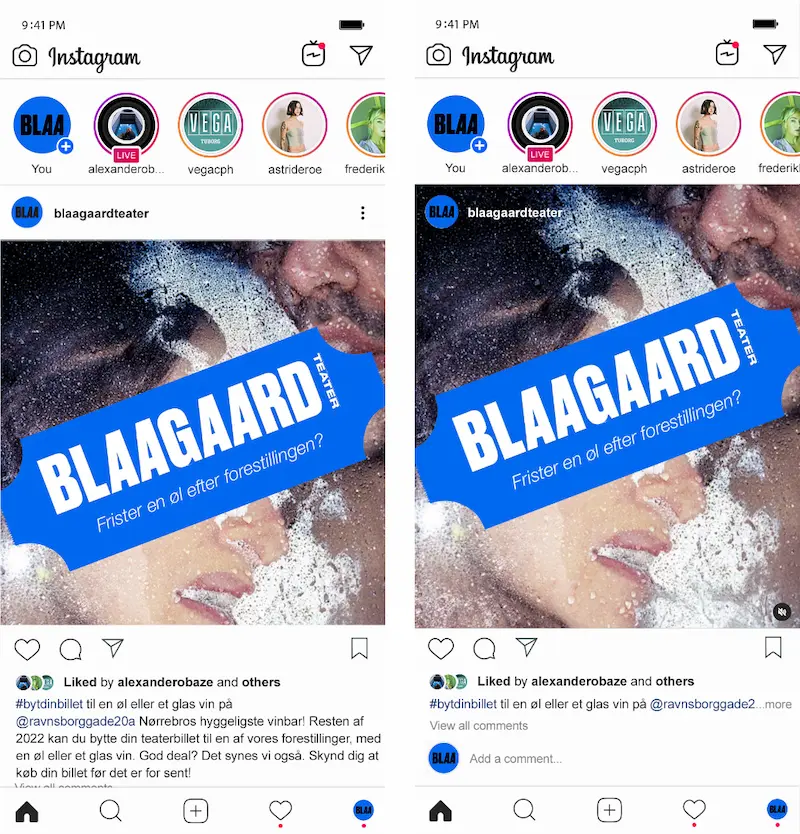 9:41 PM
Instagram
BLAA
LIVE
VEGA
TUBORG
You
alexanderob...
vegacph
astrideroe
frederik
BLAA
blaagaardteater
BLAAGAARD
TEATER
Frister en øl efter forestillingen?
Liked by alexanderobaze and others
#bytdinbillet til en øl eller et glas vin på
@ravnsborggade20a Nørrebros hyggeligste vinbar! Resten af
2022 kan du bytte din teaterbillet til en af vores forestillinger, med
en øl eller et glas vin. God deal? Det synes vi også. Skynd dig at
køb din billet før det er for sent!
View all comments
BLAA
9:41 PM
Instagram
BLAA
LIVE
VEGA
TUBORG
You
alexanderob...
vegacph
astrideroe
frederik
BLAA
blaagaardteater
BLAAGAARD
TEATER
Frister en øl efter forestillingen?
Liked by alexanderobaze and others
#bytdinbillet til en øl eller et glas vin på @ravnsborggade2...more
View all comments
BLAA
Add a comment...
BLAA